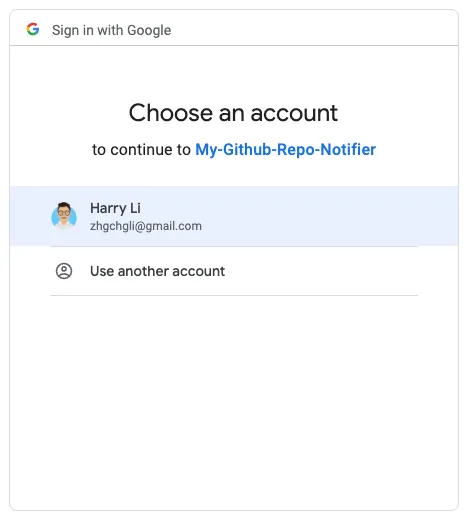 Sign in with Google
Choose an account
to continue to My-Github-Repo-Notifier
Harry Li
zhgchgli@gmail.com
Use another account